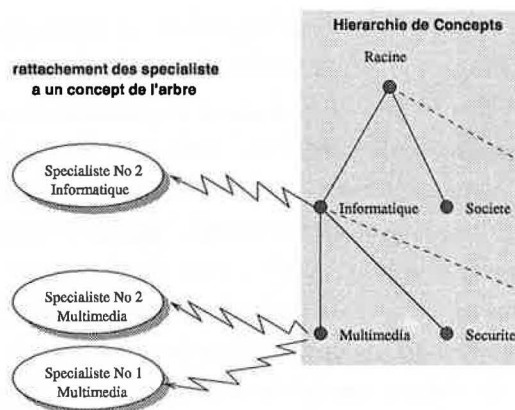 Hierarchie de Concepts
Racine
rattachement des specialiste
a un concept de l'arbre
Specialiste No 2
Informatique
Informatique
Societe
Specialiste No 2
Multimedia
Multimedia
Securite
Specialiste No 1
Multimedia